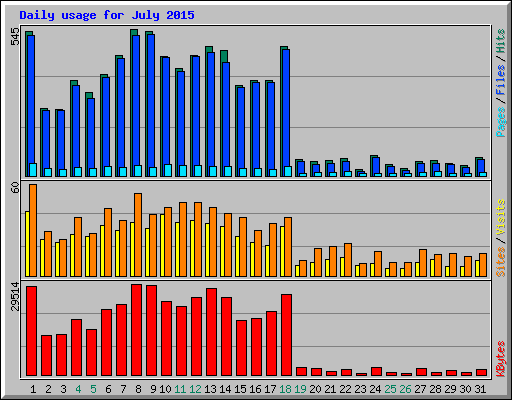 Daily usage for July 2015
545
Pages/Files/Hits
60
Sites/Visits
29514
KBytes
1 2 3 4 5 6 7 8 9 10 11 12 13 14 15 16 17 18 19 20 21 22 23 24 25 26 27 28 29 30 31